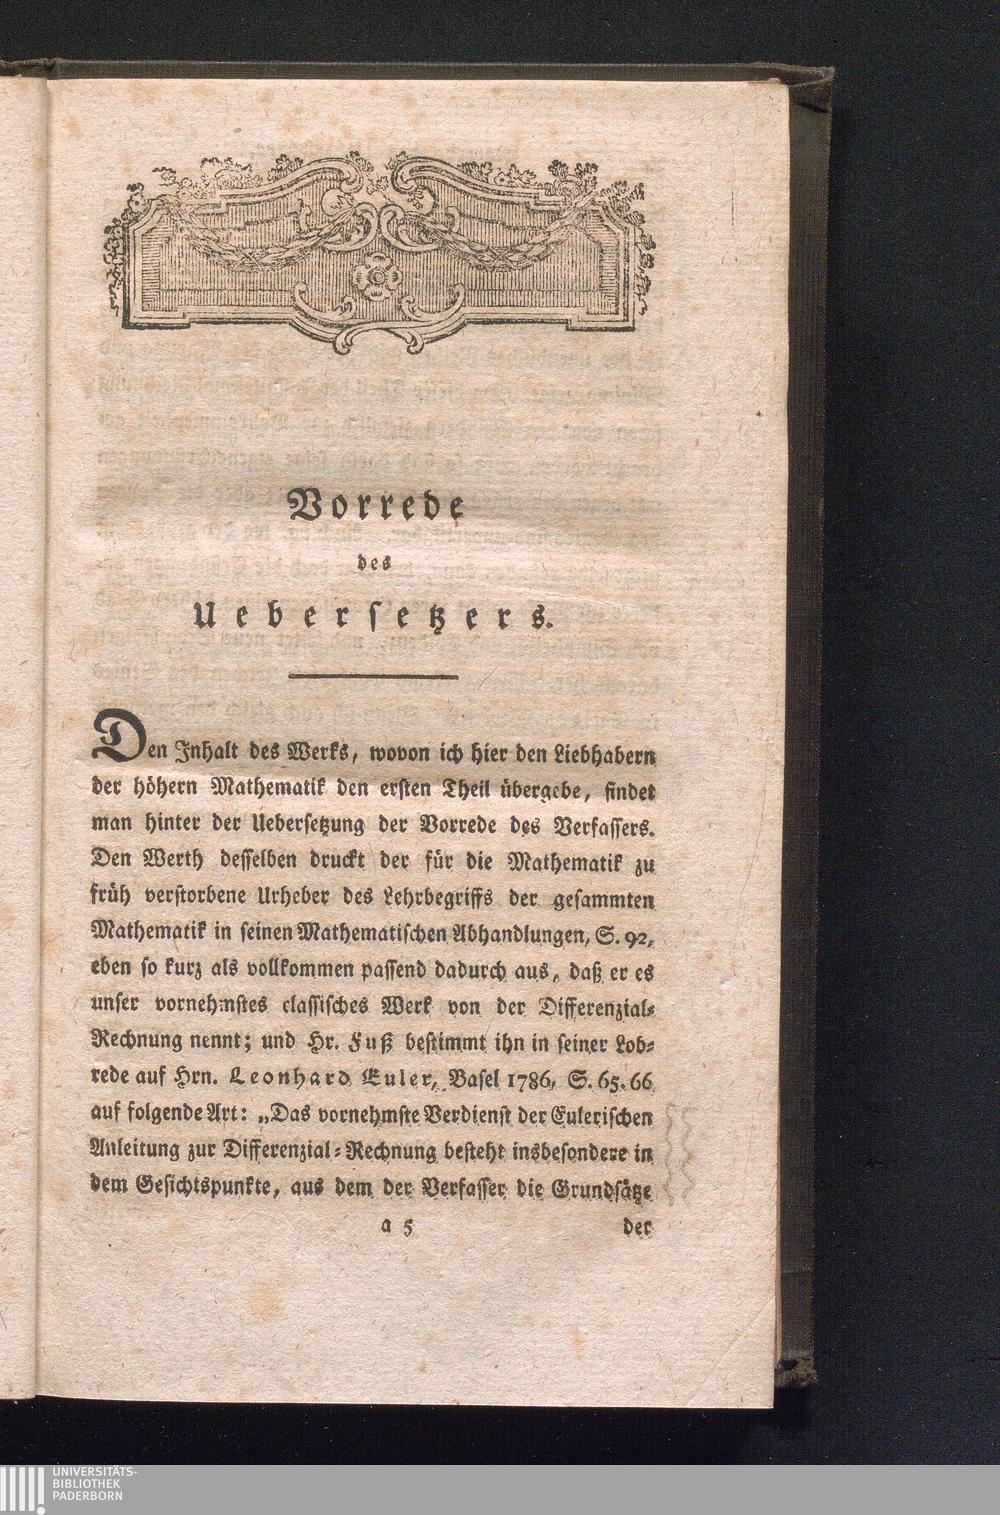 Vorrede
des
Uebersetzers.
Den Inhalt des Werks, wovon ich hier den Liebhabern
der höhern Mathematik den ersten Theil übergebe, findet
man hinter der Uebersetzung der Vorrede des Verfassers.
Den Werth desselben druckt der für die Mathematik zu
früh verstorbene Urheber des Lehrbegriffs der gesammten
Mathematik in seinen Mathematischen Abhandlungen, S. 92,
eben so kurz als vollkommen passend dadurch aus, daß er es
unser vornehmstes classisches Werk von der Differenzial-
Rechnung nennt; und Hr. Fuß bestimmt ihn in seiner Lob-
rede auf Hrn. Leonhard Euler, Basel 1786, S. 65. 66
auf folgende Art: „Das vornehmste Verdienst der Eulerischen
Anleitung zur Differenzial-Rechnung besteht insbesondere in
dem Gesichtspunkte, aus dem der Verfasser die Grundsätze
a 5 der
UNIVERSITÄTS-
BIBLIOTHEK
PADERBORN